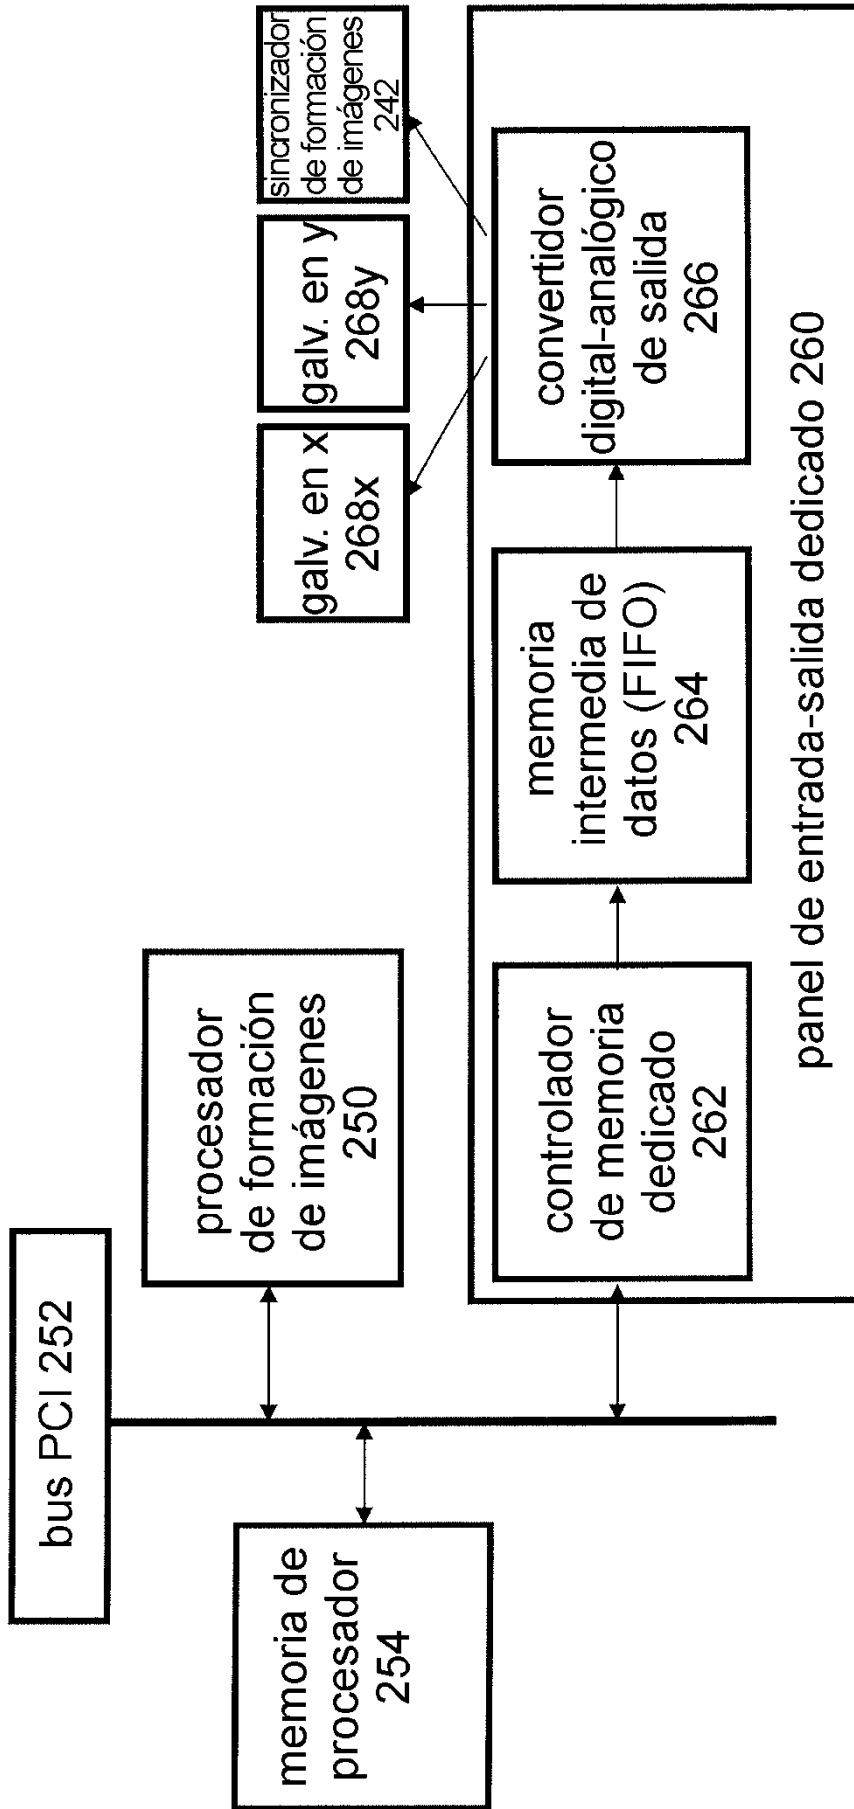 bus PCI 252
memoria de
procesador
254
procesador
de formación
de imágenes
250
galv. en x
268x
galv. en y
268y
sincronizador
de formación
de imágenes
242
controlador
de memoria
dedicado
262
memoria
intermedia de
datos (FIFO)
264
convertidor
digital-analógico
de salida
266
panel de entrada-salida dedicado 260